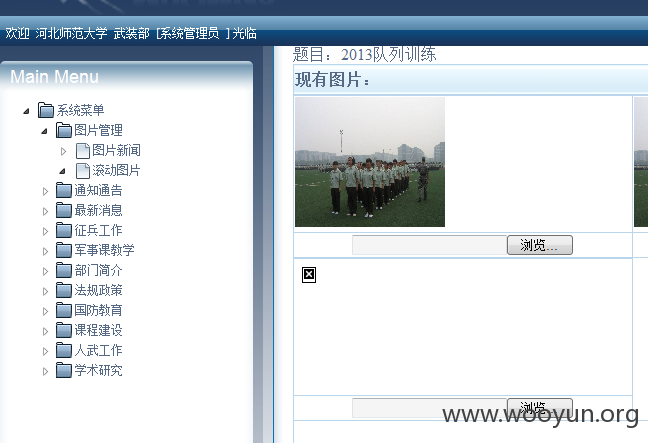 欢迎 河北师范大学 武装部 [系统管理员 ] 光临
Main Menu
系统菜单
图片管理
图片新闻
滚动图片
通知通告
最新消息
征兵工作
军事课教学
部门简介
法规政策
国防教育
课程建设
人武工作
学术研究
题目：2013队列训练
现有图片：
浏览...
浏览...
www.wooyun.org